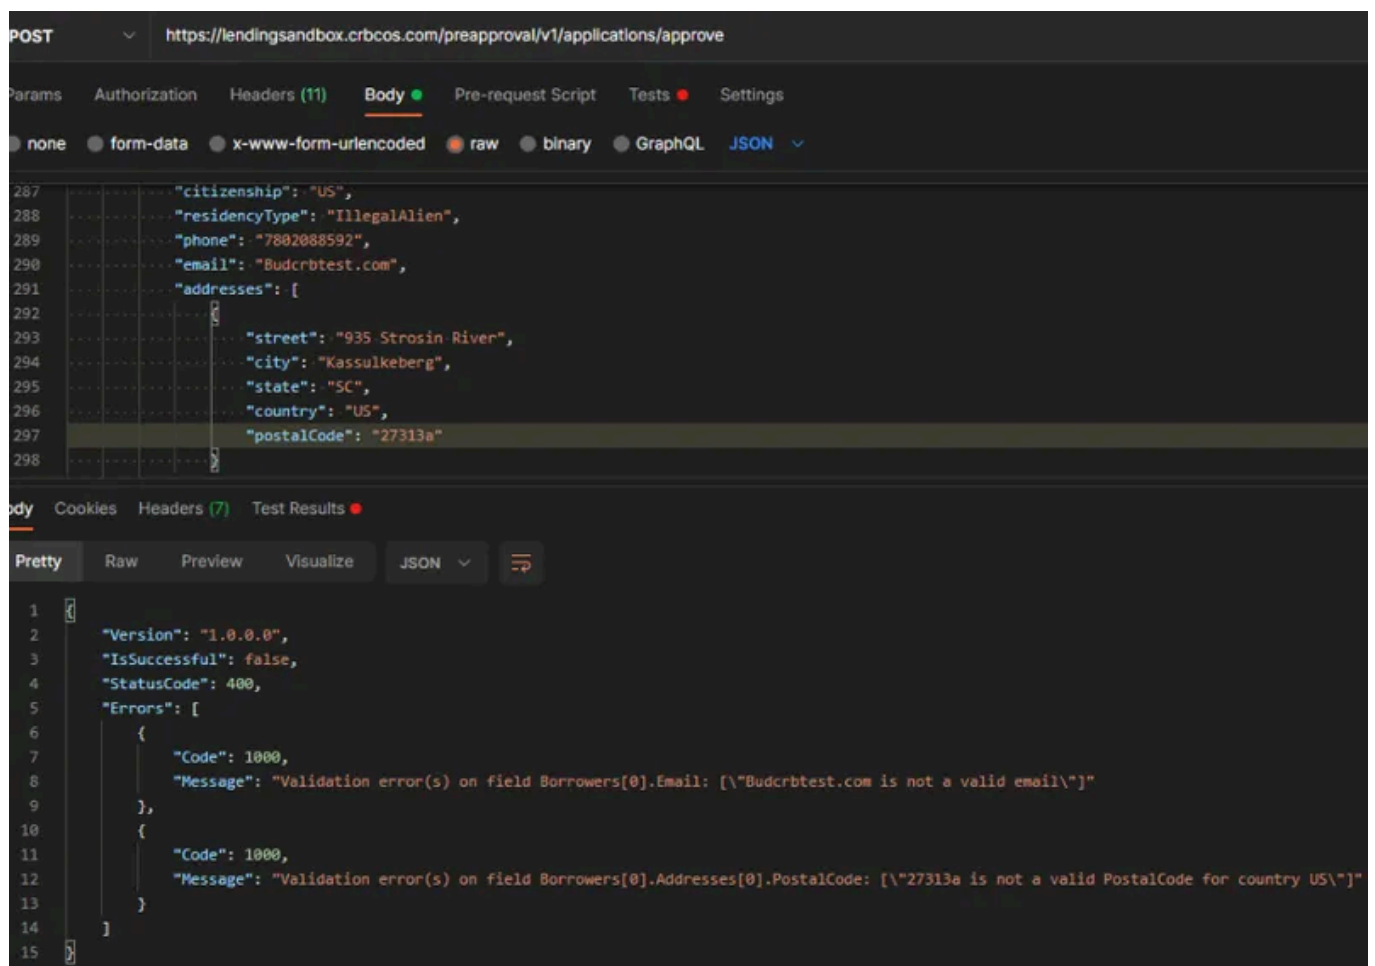 POST https://lendingsandbox.crbcos.com/preapproval/v1/applications/approve
Params Authorization Headers (11) Body Pre-request Script Tests Settings
none form-data x-www-form-urlencoded raw binary GraphQL JSON
287 "citizenship": "US",
288 "residencyType": "IllegalAlien",
289 "phone": "7802088592",
290 "email": "Budcrbtest.com",
291 "addresses": [
292 {
293 "street": "935 Strosin River",
294 "city": "Kassulkeberg",
295 "state": "SC",
296 "country": "US",
297 "postalCode": "27313a"
298 }
ody Cookies Headers (7) Test Results
Pretty Raw Preview Visualize JSON
1 {
2 "Version": "1.0.0.0",
3 "IsSuccessful": false,
4 "StatusCode": 400,
5 "Errors": [
6 {
7 "Code": 1000,
8 "Message": "Validation error(s) on field Borrowers[0].Email: [\"Budcrbtest.com is not a valid email\"]"
9 },
10 {
11 "Code": 1000,
12 "Message": "Validation error(s) on field Borrowers[0].Addresses[0].PostalCode: [\"27313a is not a valid PostalCode for country US\"]"
13 }
14 ]
15 }